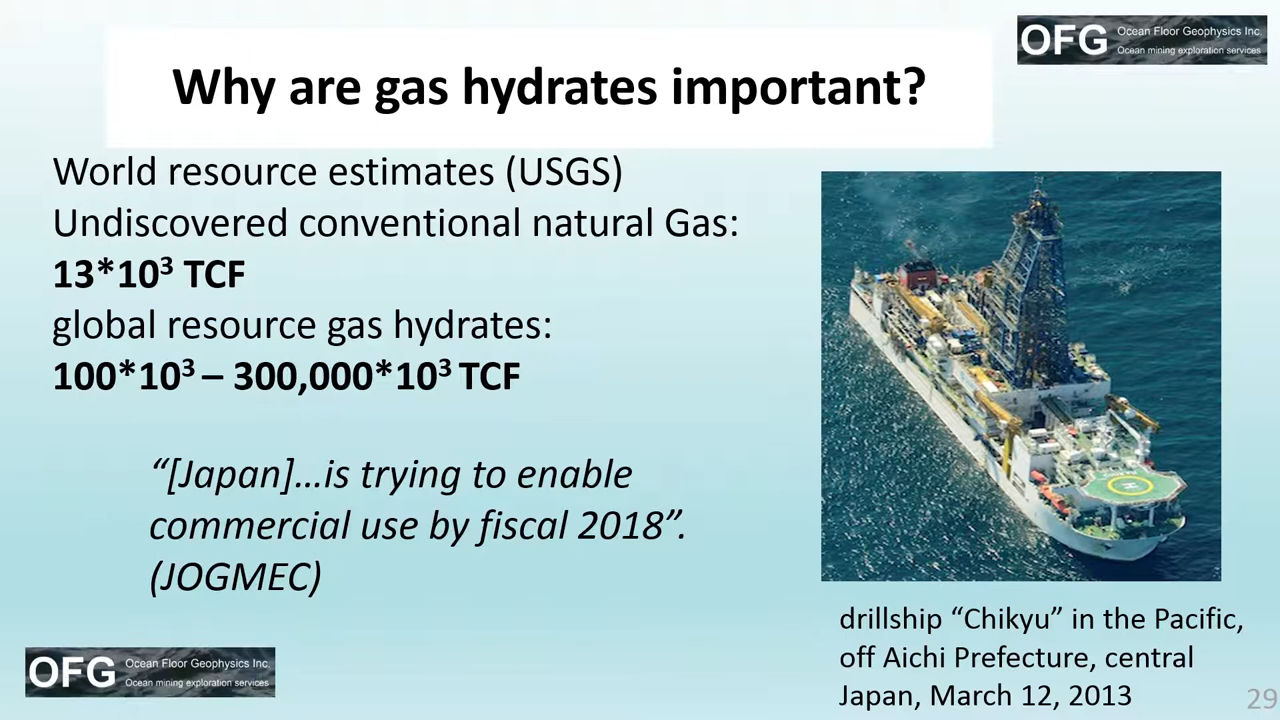 OFG Ocean Floor Geophysics Inc.
Ocean mining exploration services
Why are gas hydrates important?
World resource estimates (USGS)
Undiscovered conventional natural Gas:
13*10³ TCF
global resource gas hydrates:
100*10³ – 300,000*10³ TCF
“[Japan]...is trying to enable
commercial use by fiscal 2018”.
(JOGMEC)
drillship “Chikyu” in the Pacific,
off Aichi Prefecture, central
Japan, March 12, 2013
OFG Ocean Floor Geophysics Inc.
Ocean mining exploration services
29